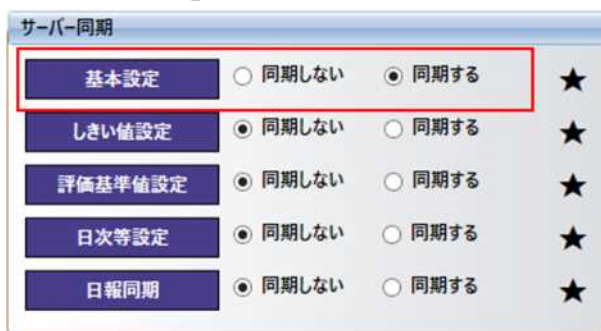 サーバー同期
基本設定 同期しない 同期する ★
しきい値設定 同期しない 同期する ★
評価基準値設定 同期しない 同期する ★
日次等設定 同期しない 同期する ★
日報同期 同期しない 同期する ★